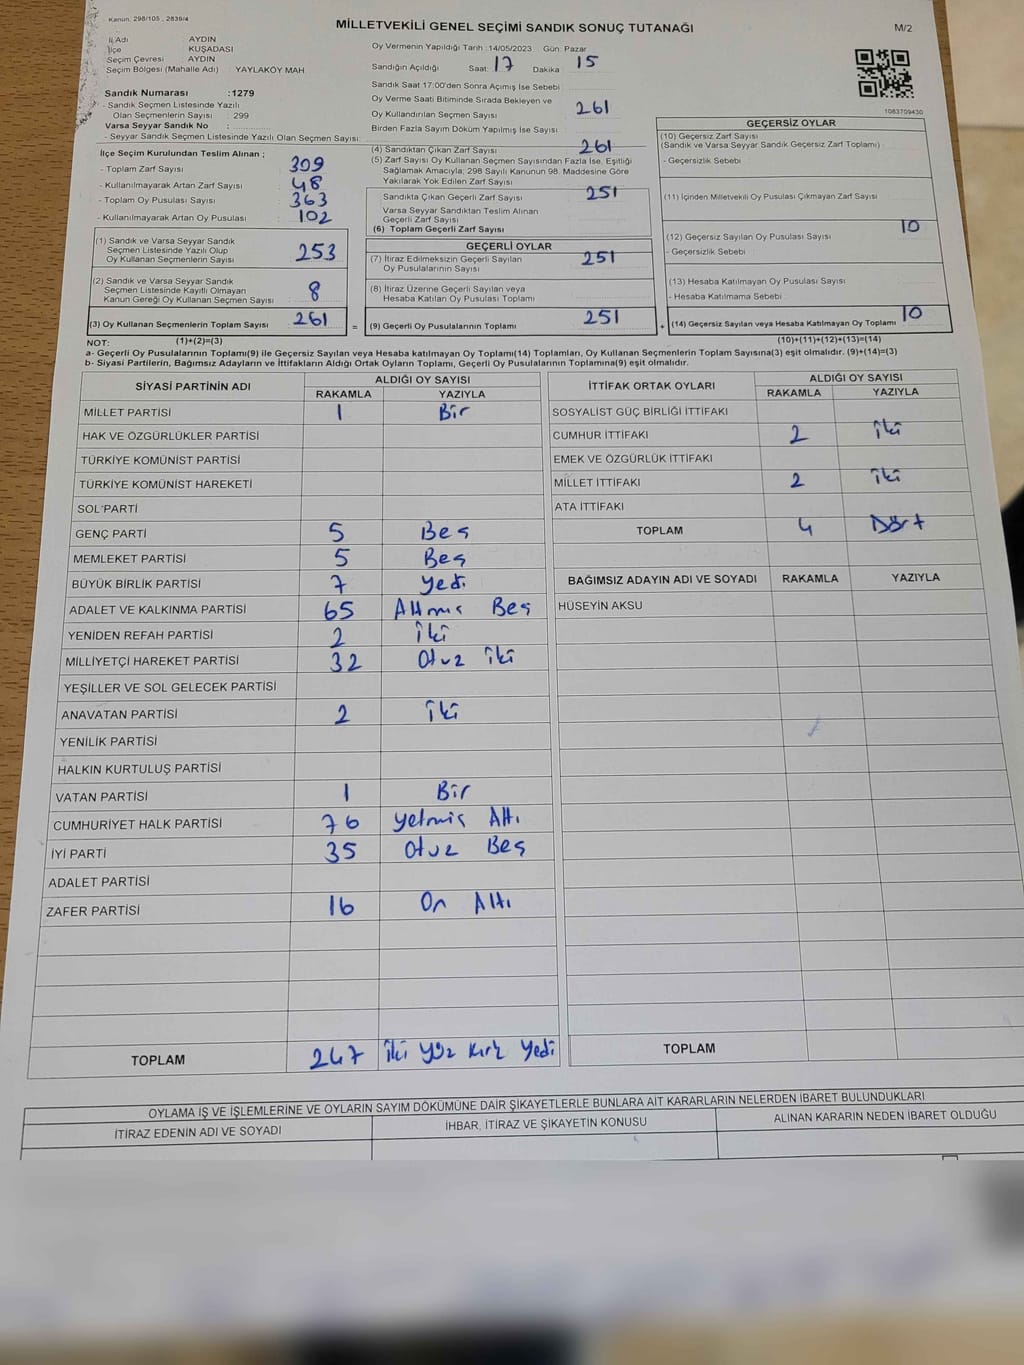 Kanun, 298/105 , 2839/4
MİLLETVEKİLİ GENEL SEÇİMİ SANDIK SONUÇ TUTANAĞI
M/2
İl Adı AYDIN
İlçe KUŞADASI
Seçim Çevresi AYDIN
Seçim Bölgesi (Mahalle Adı) YAYLAKÖY MAH
Sandık Numarası :1279
- Sandık Seçmen Listesinde Yazılı
Olan Seçmenlerin Sayısı : 299
Varsa Seyyar Sandık No :
- Seyyar Sandık Seçmen Listesinde Yazılı Olan Seçmen Sayısı:
İlçe Seçim Kurulundan Teslim Alınan ;
- Toplam Zarf Sayısı 309
- Kullanılmayarak Artan Zarf Sayısı 48
- Toplam Oy Pusulası Sayısı 363
- Kullanılmayarak Artan Oy Pusulası 102
(1) Sandık ve Varsa Seyyar Sandık
Seçmen Listesinde Yazılı Olup
Oy Kullanan Seçmenlerin Sayısı 253
(2) Sandık ve Varsa Seyyar Sandık
Seçmen Listesinde Kayıtlı Olmayan
Kanun Gereği Oy Kullanan Seçmen Sayısı 8
(3) Oy Kullanan Seçmenlerin Toplam Sayısı 261 =
(1)+(2)=(3)
Oy Vermenin Yapıldığı Tarih :14/05/2023 Gün: Pazar
Sandığın Açıldığı Saat: 17 Dakika 15
Sandık Saat 17:00'den Sonra Açımış İse Sebebi
Oy Verme Saati Bitiminde Sırada Bekleyen ve
Oy Kullandırılan Seçmen Sayısı 261
Birden Fazla Sayım Döküm Yapılmış İse Sayısı
(4) Sandıktan Çıkan Zarf Sayısı 261
(5) Zarf Sayısı Oy Kullanan Seçmen Sayısından Fazla İse, Eşitliği
Sağlamak Amacıyla; 298 Sayılı Kanunun 98. Maddesine Göre
Yakılarak Yok Edilen Zarf Sayısı
Sandıkta Çıkan Geçerli Zarf Sayısı 251
Varsa Seyyar Sandıktan Teslim Alınan
Geçerli Zarf Sayısı
(6) Toplam Geçerli Zarf Sayısı
GEÇERLİ OYLAR
(7) İtiraz Edilmeksizin Geçerli Sayılan
Oy Pusulalarının Sayısı 251
(8) İtiraz Üzerine Geçerli Sayılan veya
Hesaba Katılan Oy Pusulası Toplamı
(9) Geçerli Oy Pusulalarının Toplamı 251 +
1083709430
GEÇERSİZ OYLAR
(10) Geçersiz Zarf Sayısı
(Sandık ve Varsa Seyyar Sandık Geçersiz Zarf Toplamı)
- Geçersizlik Sebebi
(11) İçinden Milletvekili Oy Pusulası Çıkmayan Zarf Sayısı
(12) Geçersiz Sayılan Oy Pusulası Sayısı 10
- Geçersizlik Sebebi
(13) Hesaba Katılmayan Oy Pusulası Sayısı
- Hesaba Katılmama Sebebi
(14) Geçersiz Sayılan veya Hesaba Katılmayan Oy Toplamı 10
(10)+(11)+(12)+(13)=(14)
NOT:
a- Geçerli Oy Pusulalarının Toplamı(9) ile Geçersiz Sayılan veya Hesaba katılmayan Oy Toplamı(14) Toplamları, Oy Kullanan Seçmenlerin Toplam Sayısına(3) eşit olmalıdır. (9)+(14)=(3)
b- Siyasi Partilerin, Bağımsız Adayların ve İttifakların Aldığı Ortak Oyların Toplamı, Geçerli Oy Pusulalarının Toplamına(9) eşit olmalıdır.
SİYASİ PARTİNİN ADI ALDIĞI OY SAYISI
RAKAMLA YAZIYLA
MİLLET PARTİSİ 1 Bir
HAK VE ÖZGÜRLÜKLER PARTİSİ
TÜRKİYE KOMÜNİST PARTİSİ
TÜRKİYE KOMÜNİST HAREKETİ
SOL PARTİ
GENÇ PARTİ 5 Beş
MEMLEKET PARTİSİ 5 Beş
BÜYÜK BİRLİK PARTİSİ 7 Yedi
ADALET VE KALKINMA PARTİSİ 65 Altmış Beş
YENİDEN REFAH PARTİSİ 2 İki
MİLLİYETÇİ HAREKET PARTİSİ 32 Otuz iki
YEŞİLLER VE SOL GELECEK PARTİSİ
ANAVATAN PARTİSİ 2 İki
YENİLİK PARTİSİ
HALKIN KURTULUŞ PARTİSİ
VATAN PARTİSİ 1 Bir
CUMHURİYET HALK PARTİSİ 76 Yetmiş Altı
İYİ PARTİ 35 Otuz Beş
ADALET PARTİSİ
ZAFER PARTİSİ 16 On Altı
TOPLAM 247 İki Yüz Kırk Yedi
İTTİFAK ORTAK OYLARI ALDIĞI OY SAYISI
RAKAMLA YAZIYLA
SOSYALİST GÜÇ BİRLİĞİ İTTİFAKI
CUMHUR İTTİFAKI 2 İki
EMEK VE ÖZGÜRLÜK İTTİFAKI
MİLLET İTTİFAKI 2 İki
ATA İTTİFAKI
TOPLAM 4 Dört
BAĞIMSIZ ADAYIN ADI VE SOYADI RAKAMLA YAZIYLA
HÜSEYİN AKSU
TOPLAM
OYLAMA İŞ VE İŞLEMLERİNE VE OYLARIN SAYIM DÖKÜMÜNE DAİR ŞİKAYETLERLE BUNLARA AİT KARARLARIN NELERDEN İBARET BULUNDUKLARI
İTİRAZ EDENİN ADI VE SOYADI İHBAR, İTİRAZ VE ŞİKAYETİN KONUSU ALINAN KARARIN NEDEN İBARET OLDUĞU